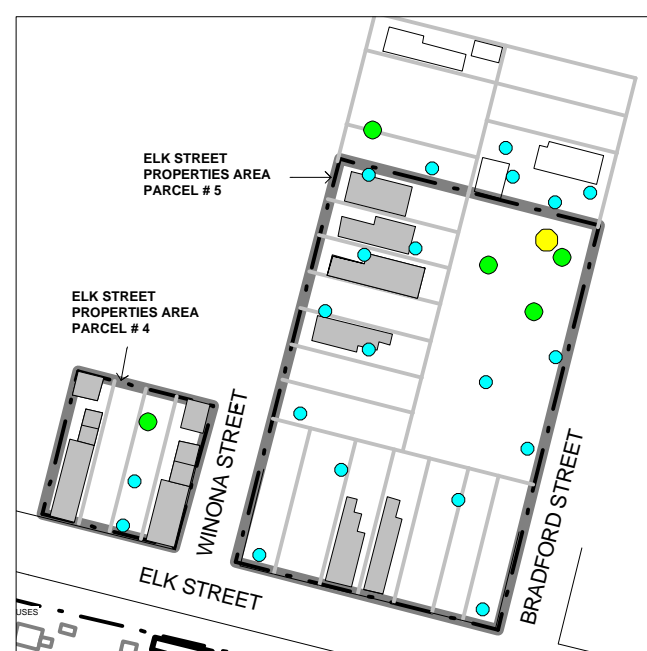 ELK STREET
PROPERTIES AREA
PARCEL # 5
ELK STREET
PROPERTIES AREA
PARCEL # 4
WINONA STREET
BRADFORD STREET
ELK STREET
USES